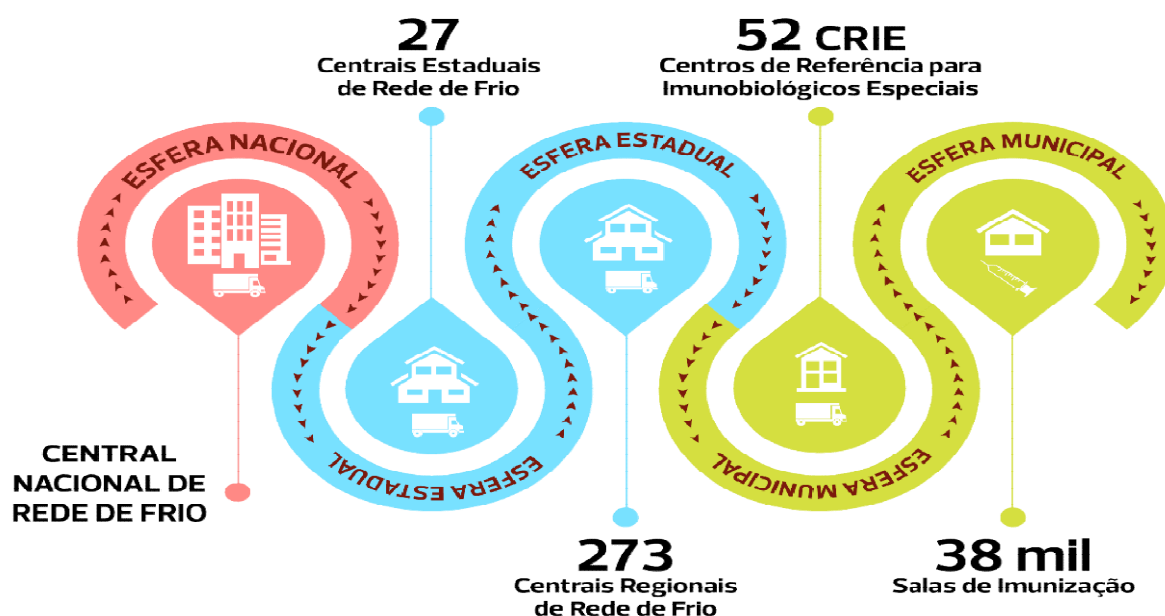 27
Centrais Estaduais
de Rede de Frio
52 CRIE
Centros de Referência para
Imunobiológicos Especiais
ESFERA NACIONAL
ESFERA ESTADUAL
ESFERA MUNICIPAL
ESFERA ESTADUAL
ESFERA MUNICIPAL
CENTRAL
NACIONAL DE
REDE DE FRIO
273
Centrais Regionais
de Rede de Frio
38 mil
Salas de Imunização